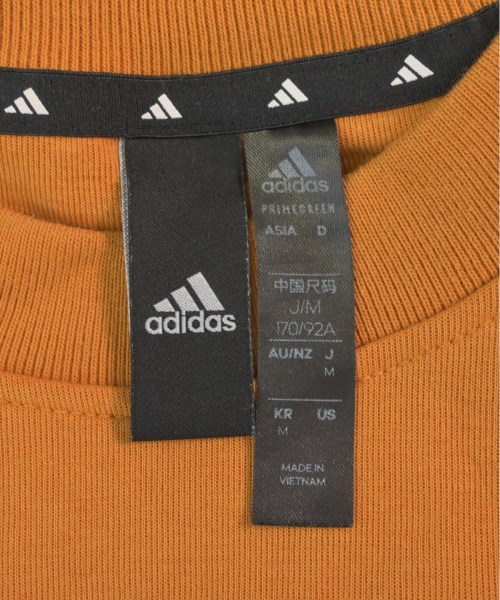 adidas
adidas
PRIMEGREEN
ASIA D
中国尺码
J/M
170/92A
AU/NZ J
M
KR US
M
MADE IN
VIETNAM